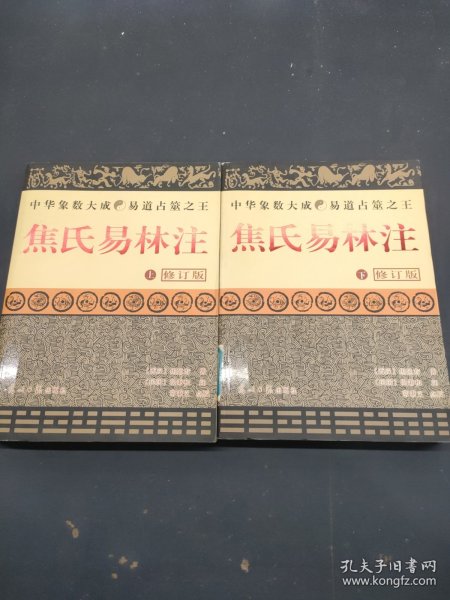 中华象数大成 易道占筮之王
焦氏易林注
上 修订版
中华象数大成 易道占筮之王
焦氏易林注
下 修订版
孔夫子旧书网
www.kongfz.com